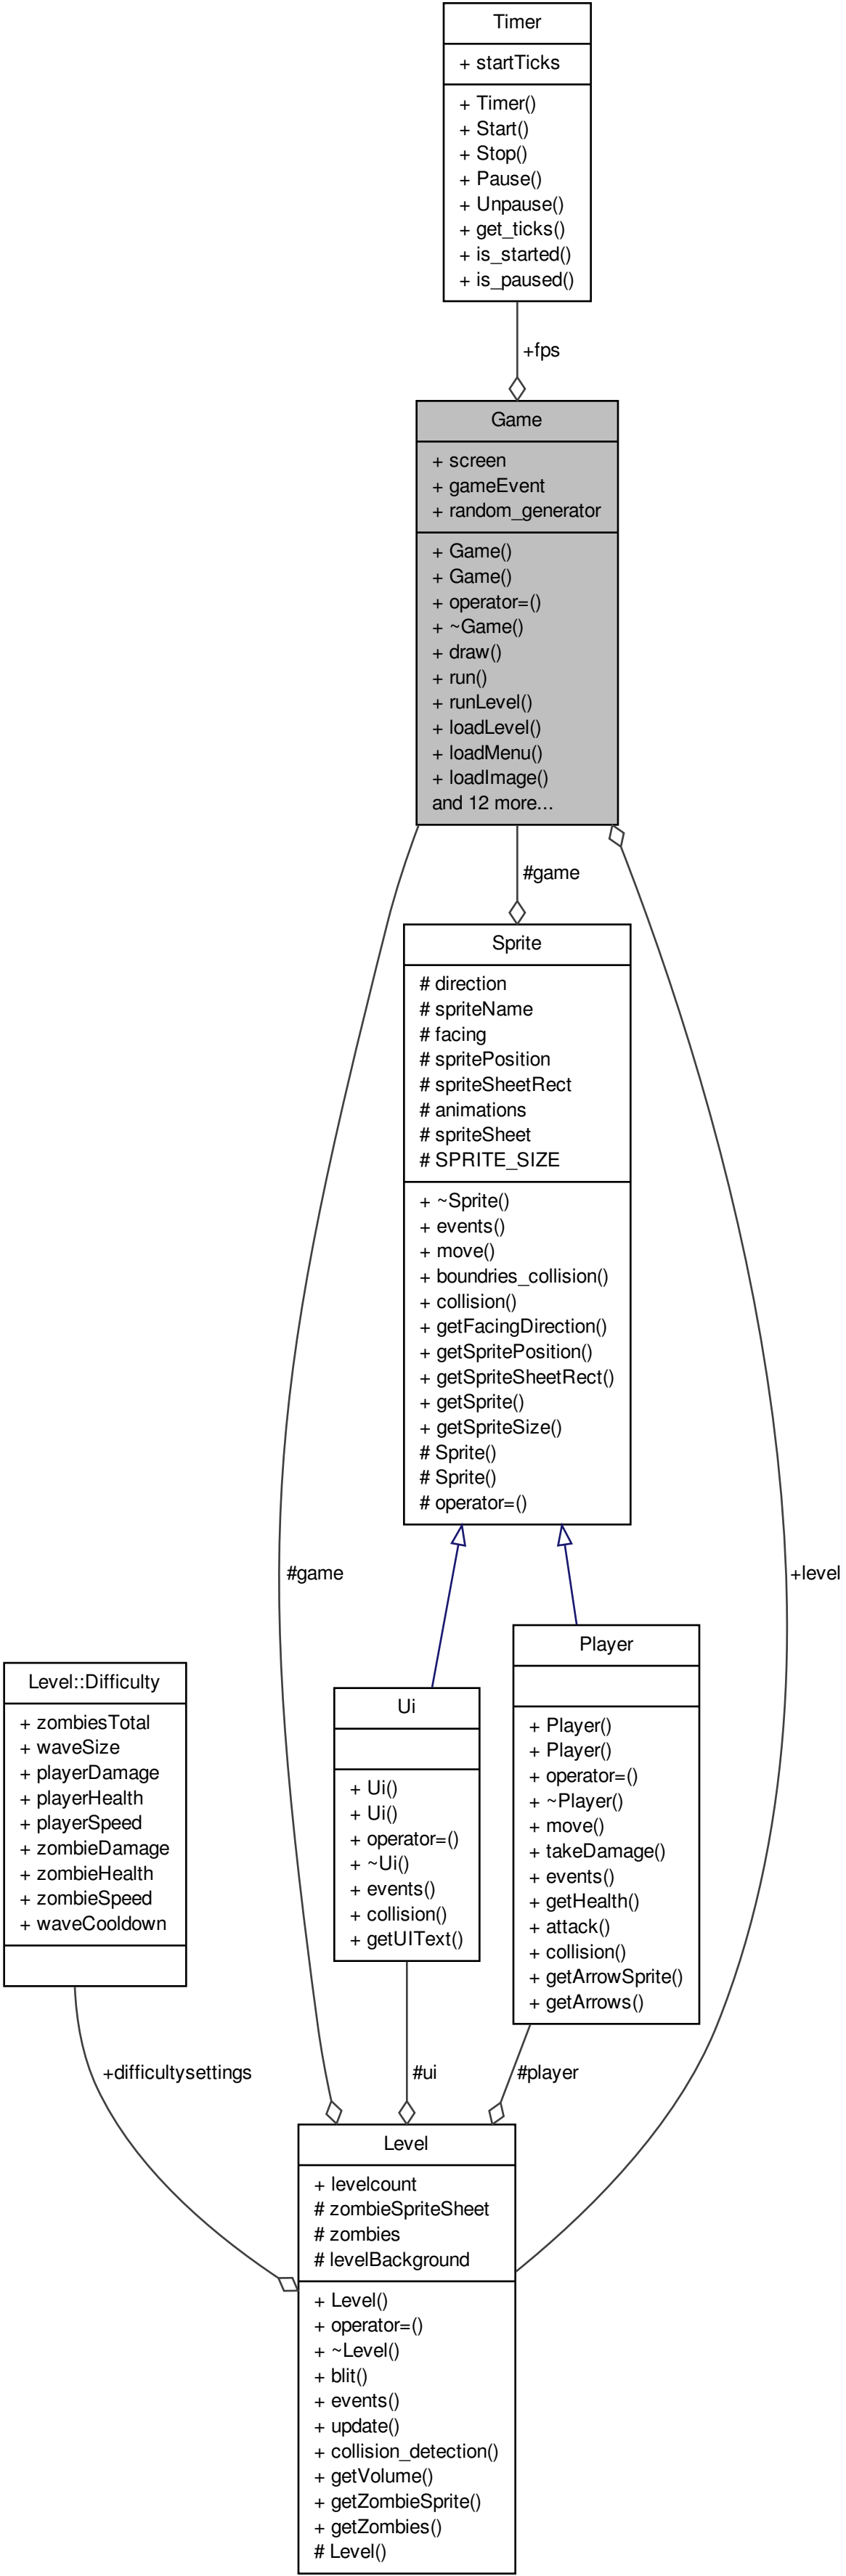 Timer
+ startTicks
+ Timer()
+ Start()
+ Stop()
+ Pause()
+ Unpause()
+ get_ticks()
+ is_started()
+ is_paused()
+fps
Game
+ screen
+ gameEvent
+ random_generator
+ Game()
+ Game()
+ operator=()
+ ~Game()
+ draw()
+ run()
+ runLevel()
+ loadLevel()
+ loadMenu()
+ loadImage()
and 12 more...
#game
Sprite
# direction
# spriteName
# facing
# spritePosition
# spriteSheetRect
# animations
# spriteSheet
# SPRITE_SIZE
+ ~Sprite()
+ events()
+ move()
+ boundries_collision()
+ collision()
+ getFacingDirection()
+ getSpritePosition()
+ getSpriteSheetRect()
+ getSprite()
+ getSpriteSize()
# Sprite()
# Sprite()
# operator=()
#game
+level
Level::Difficulty
+ zombiesTotal
+ waveSize
+ playerDamage
+ playerHealth
+ playerSpeed
+ zombieDamage
+ zombieHealth
+ zombieSpeed
+ waveCooldown
Ui
+ Ui()
+ Ui()
+ operator=()
+ ~Ui()
+ events()
+ collision()
+ getUIText()
Player
+ Player()
+ Player()
+ operator=()
+ ~Player()
+ move()
+ takeDamage()
+ events()
+ getHealth()
+ attack()
+ collision()
+ getArrowSprite()
+ getArrows()
+difficultysettings
#ui
#player
Level
+ levelcount
# zombieSpriteSheet
# zombies
# levelBackground
+ Level()
+ operator=()
+ ~Level()
+ blit()
+ events()
+ update()
+ collision_detection()
+ getVolume()
+ getZombieSprite()
+ getZombies()
# Level()